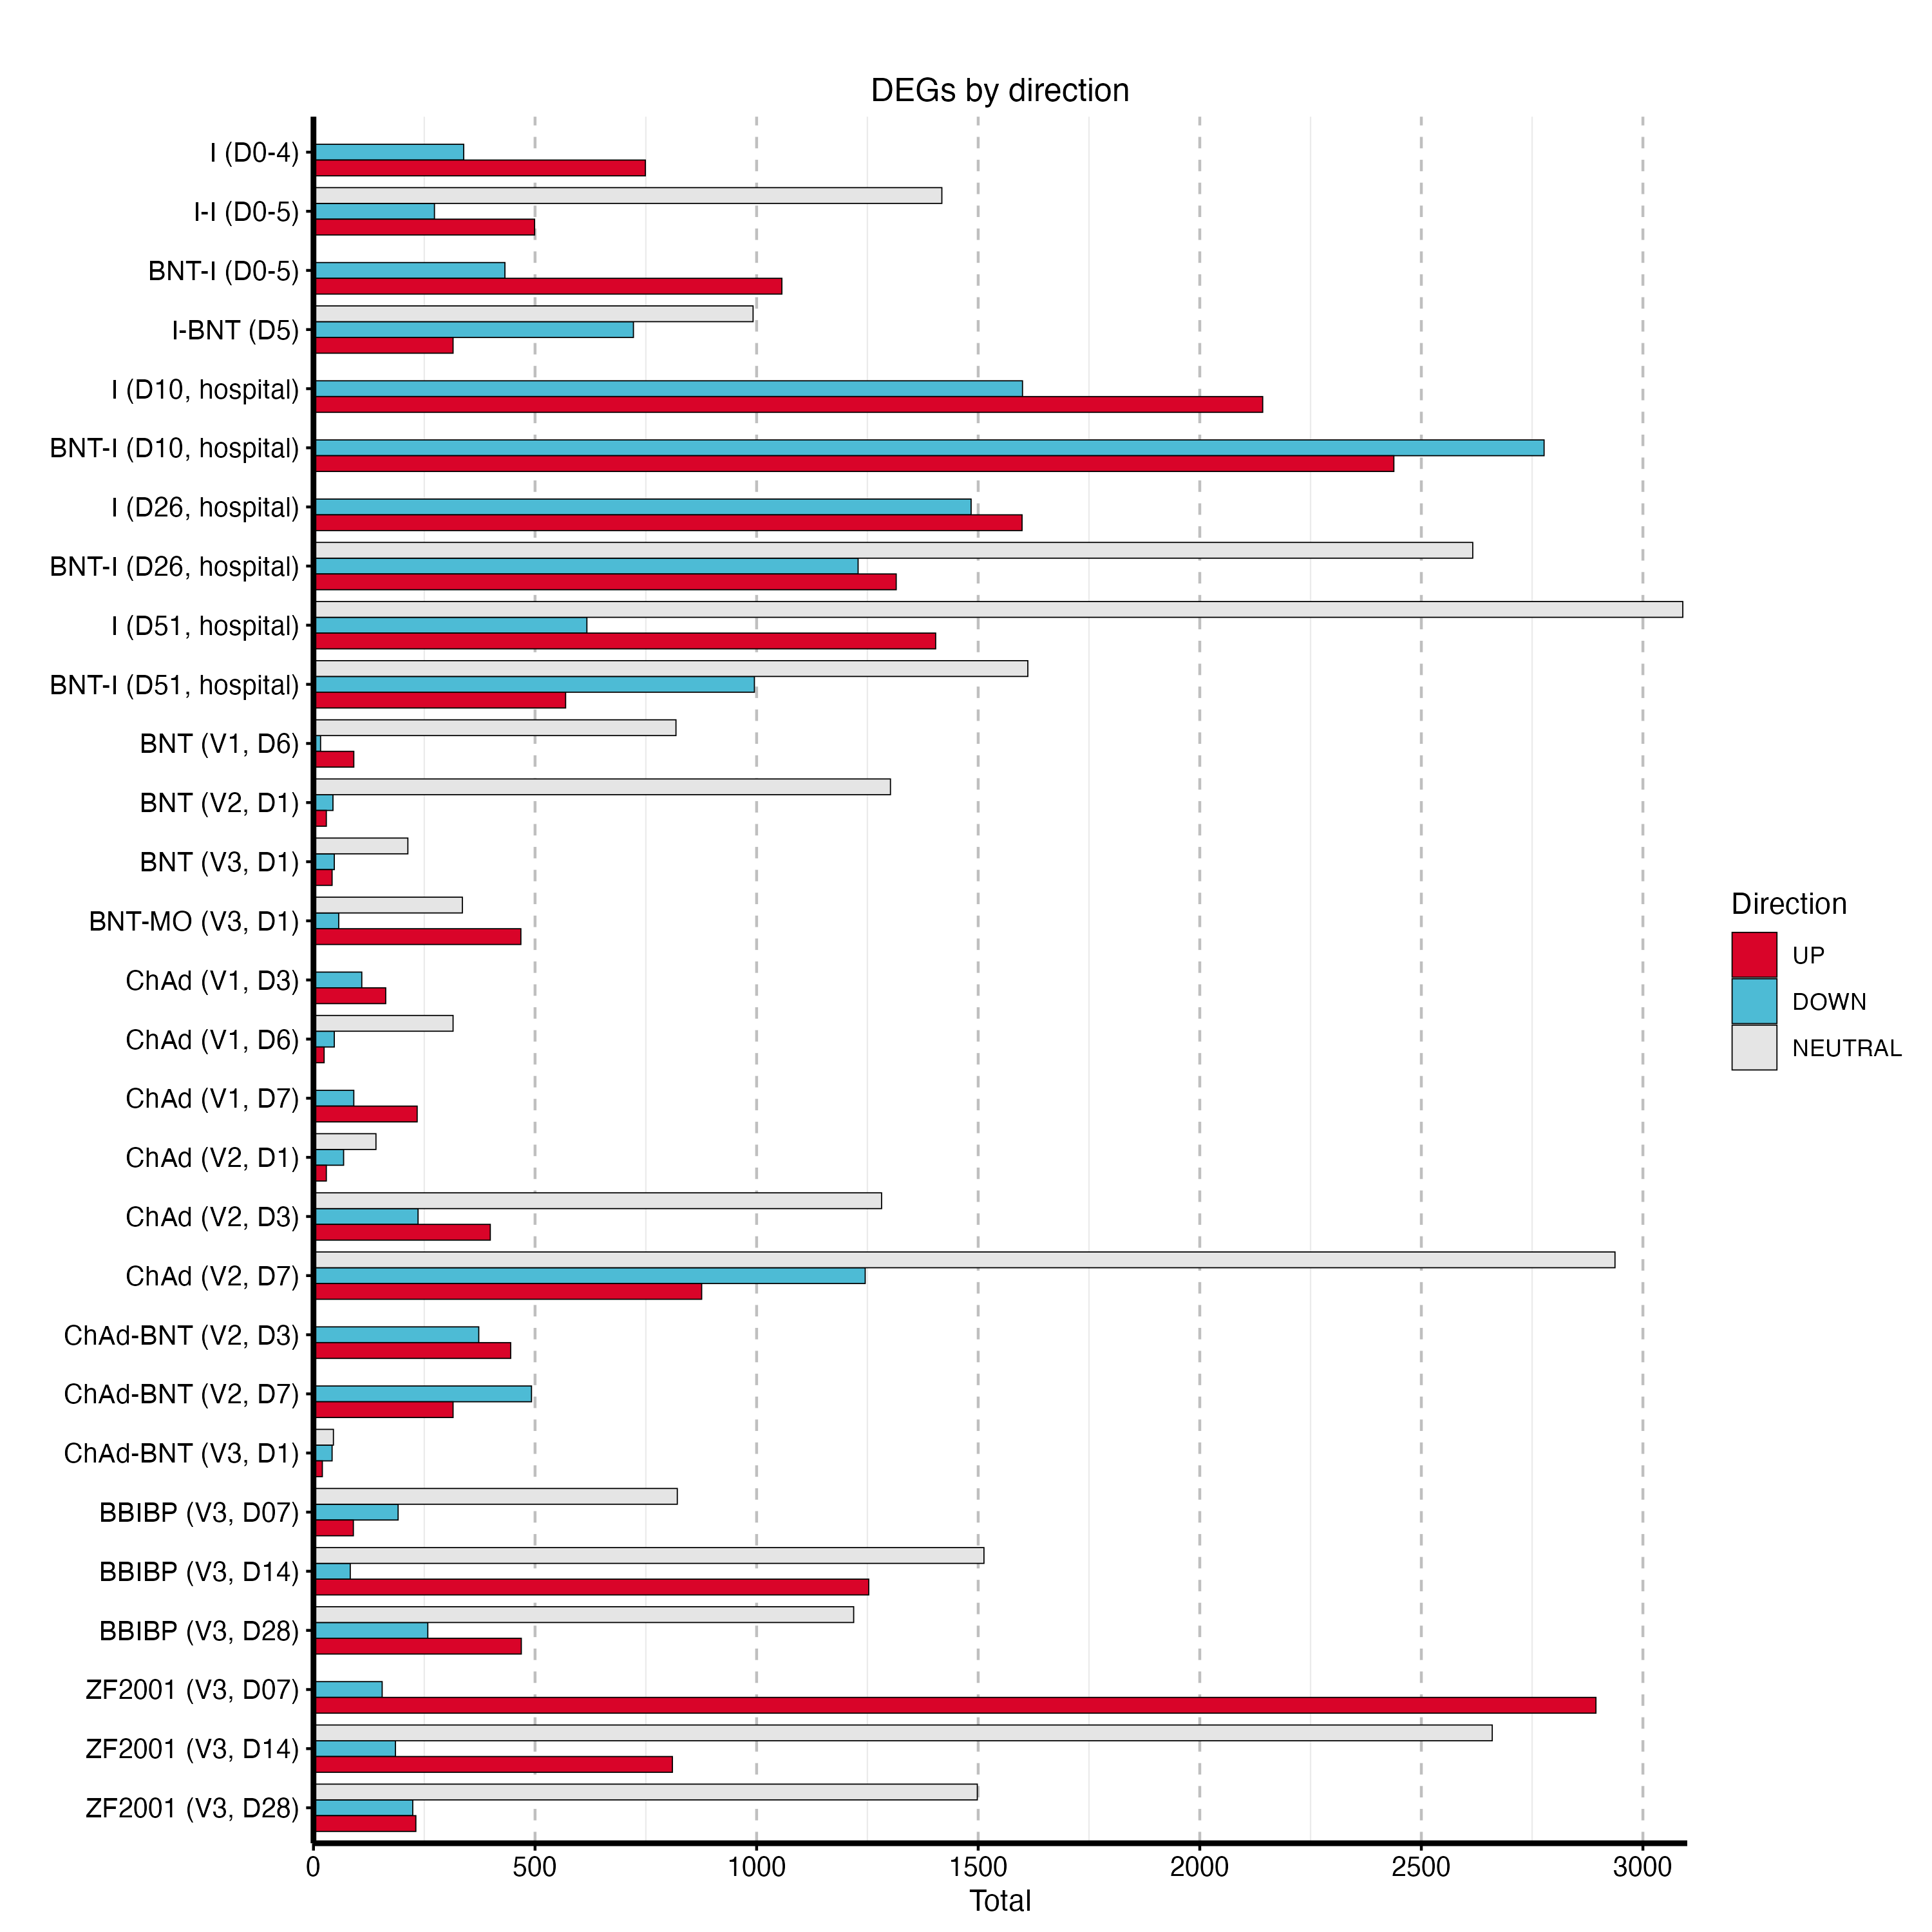 DEGs by direction
I (D0-4)
I-I (D0-5)
BNT-I (D0-5)
I-BNT (D5)
I (D10, hospital)
BNT-I (D10, hospital)
I (D26, hospital)
BNT-I (D26, hospital)
I (D51, hospital)
BNT-I (D51, hospital)
BNT (V1, D6)
BNT (V2, D1)
BNT (V3, D1)
BNT-MO (V3, D1)
ChAd (V1, D3)
ChAd (V1, D6)
ChAd (V1, D7)
ChAd (V2, D1)
ChAd (V2, D3)
ChAd (V2, D7)
ChAd-BNT (V2, D3)
ChAd-BNT (V2, D7)
ChAd-BNT (V3, D1)
BBIBP (V3, D07)
BBIBP (V3, D14)
BBIBP (V3, D28)
ZF2001 (V3, D07)
ZF2001 (V3, D14)
ZF2001 (V3, D28)
0 500 1000 1500 2000 2500 3000
Total
Direction
UP
DOWN
NEUTRAL